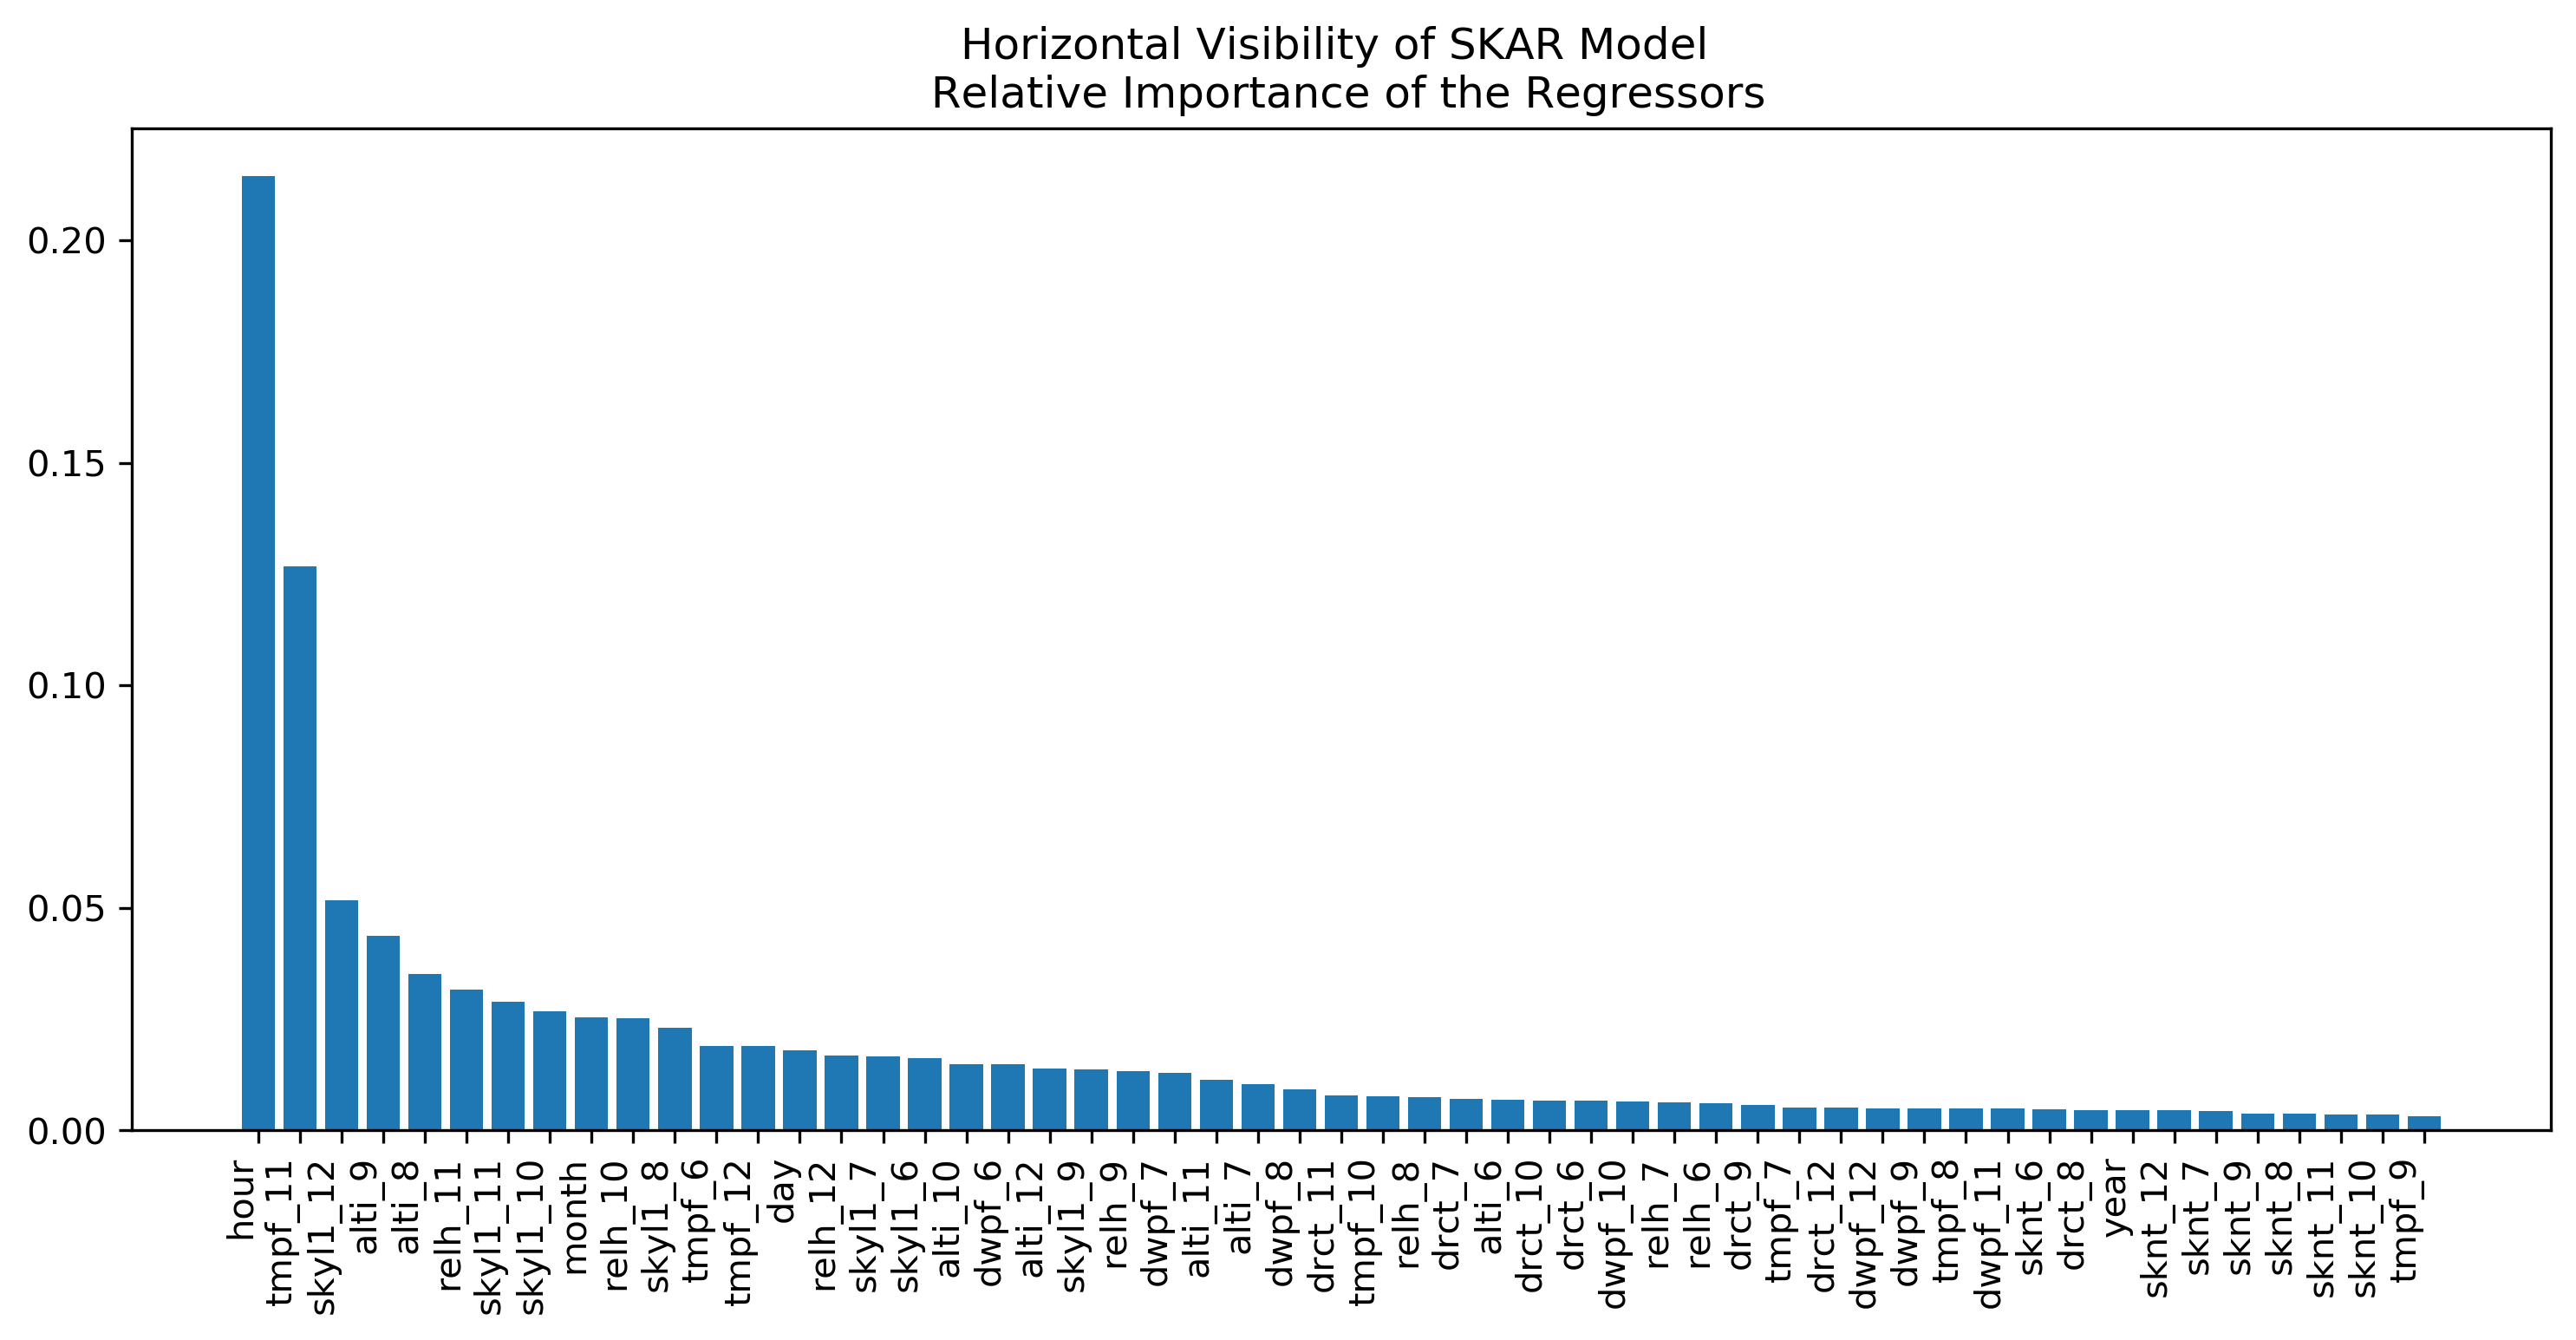 Horizontal Visibility of SKAR Model
Relative Importance of the Regressors
0.20
0.15
0.10
0.05
0.00
hour
tmpf_11
skyl1_12
alti_9
alti_8
relh_11
skyl1_11
skyl1_10
month
relh_10
skyl1_8
tmpf_6
tmpf_12
day
relh_12
skyl1_7
skyl1_6
alti_10
dwpf_6
alti_12
skyl1_9
relh_9
dwpf_7
alti_11
alti_7
dwpf_8
drct_11
tmpf_10
relh_8
drct_7
alti_6
drct_10
drct_6
dwpf_10
relh_7
relh_6
drct_9
tmpf_7
drct_12
dwpf_12
dwpf_9
tmpf_8
dwpf_11
sknt_6
drct_8
year
sknt_12
sknt_7
sknt_9
sknt_8
sknt_11
sknt_10
tmpf_9